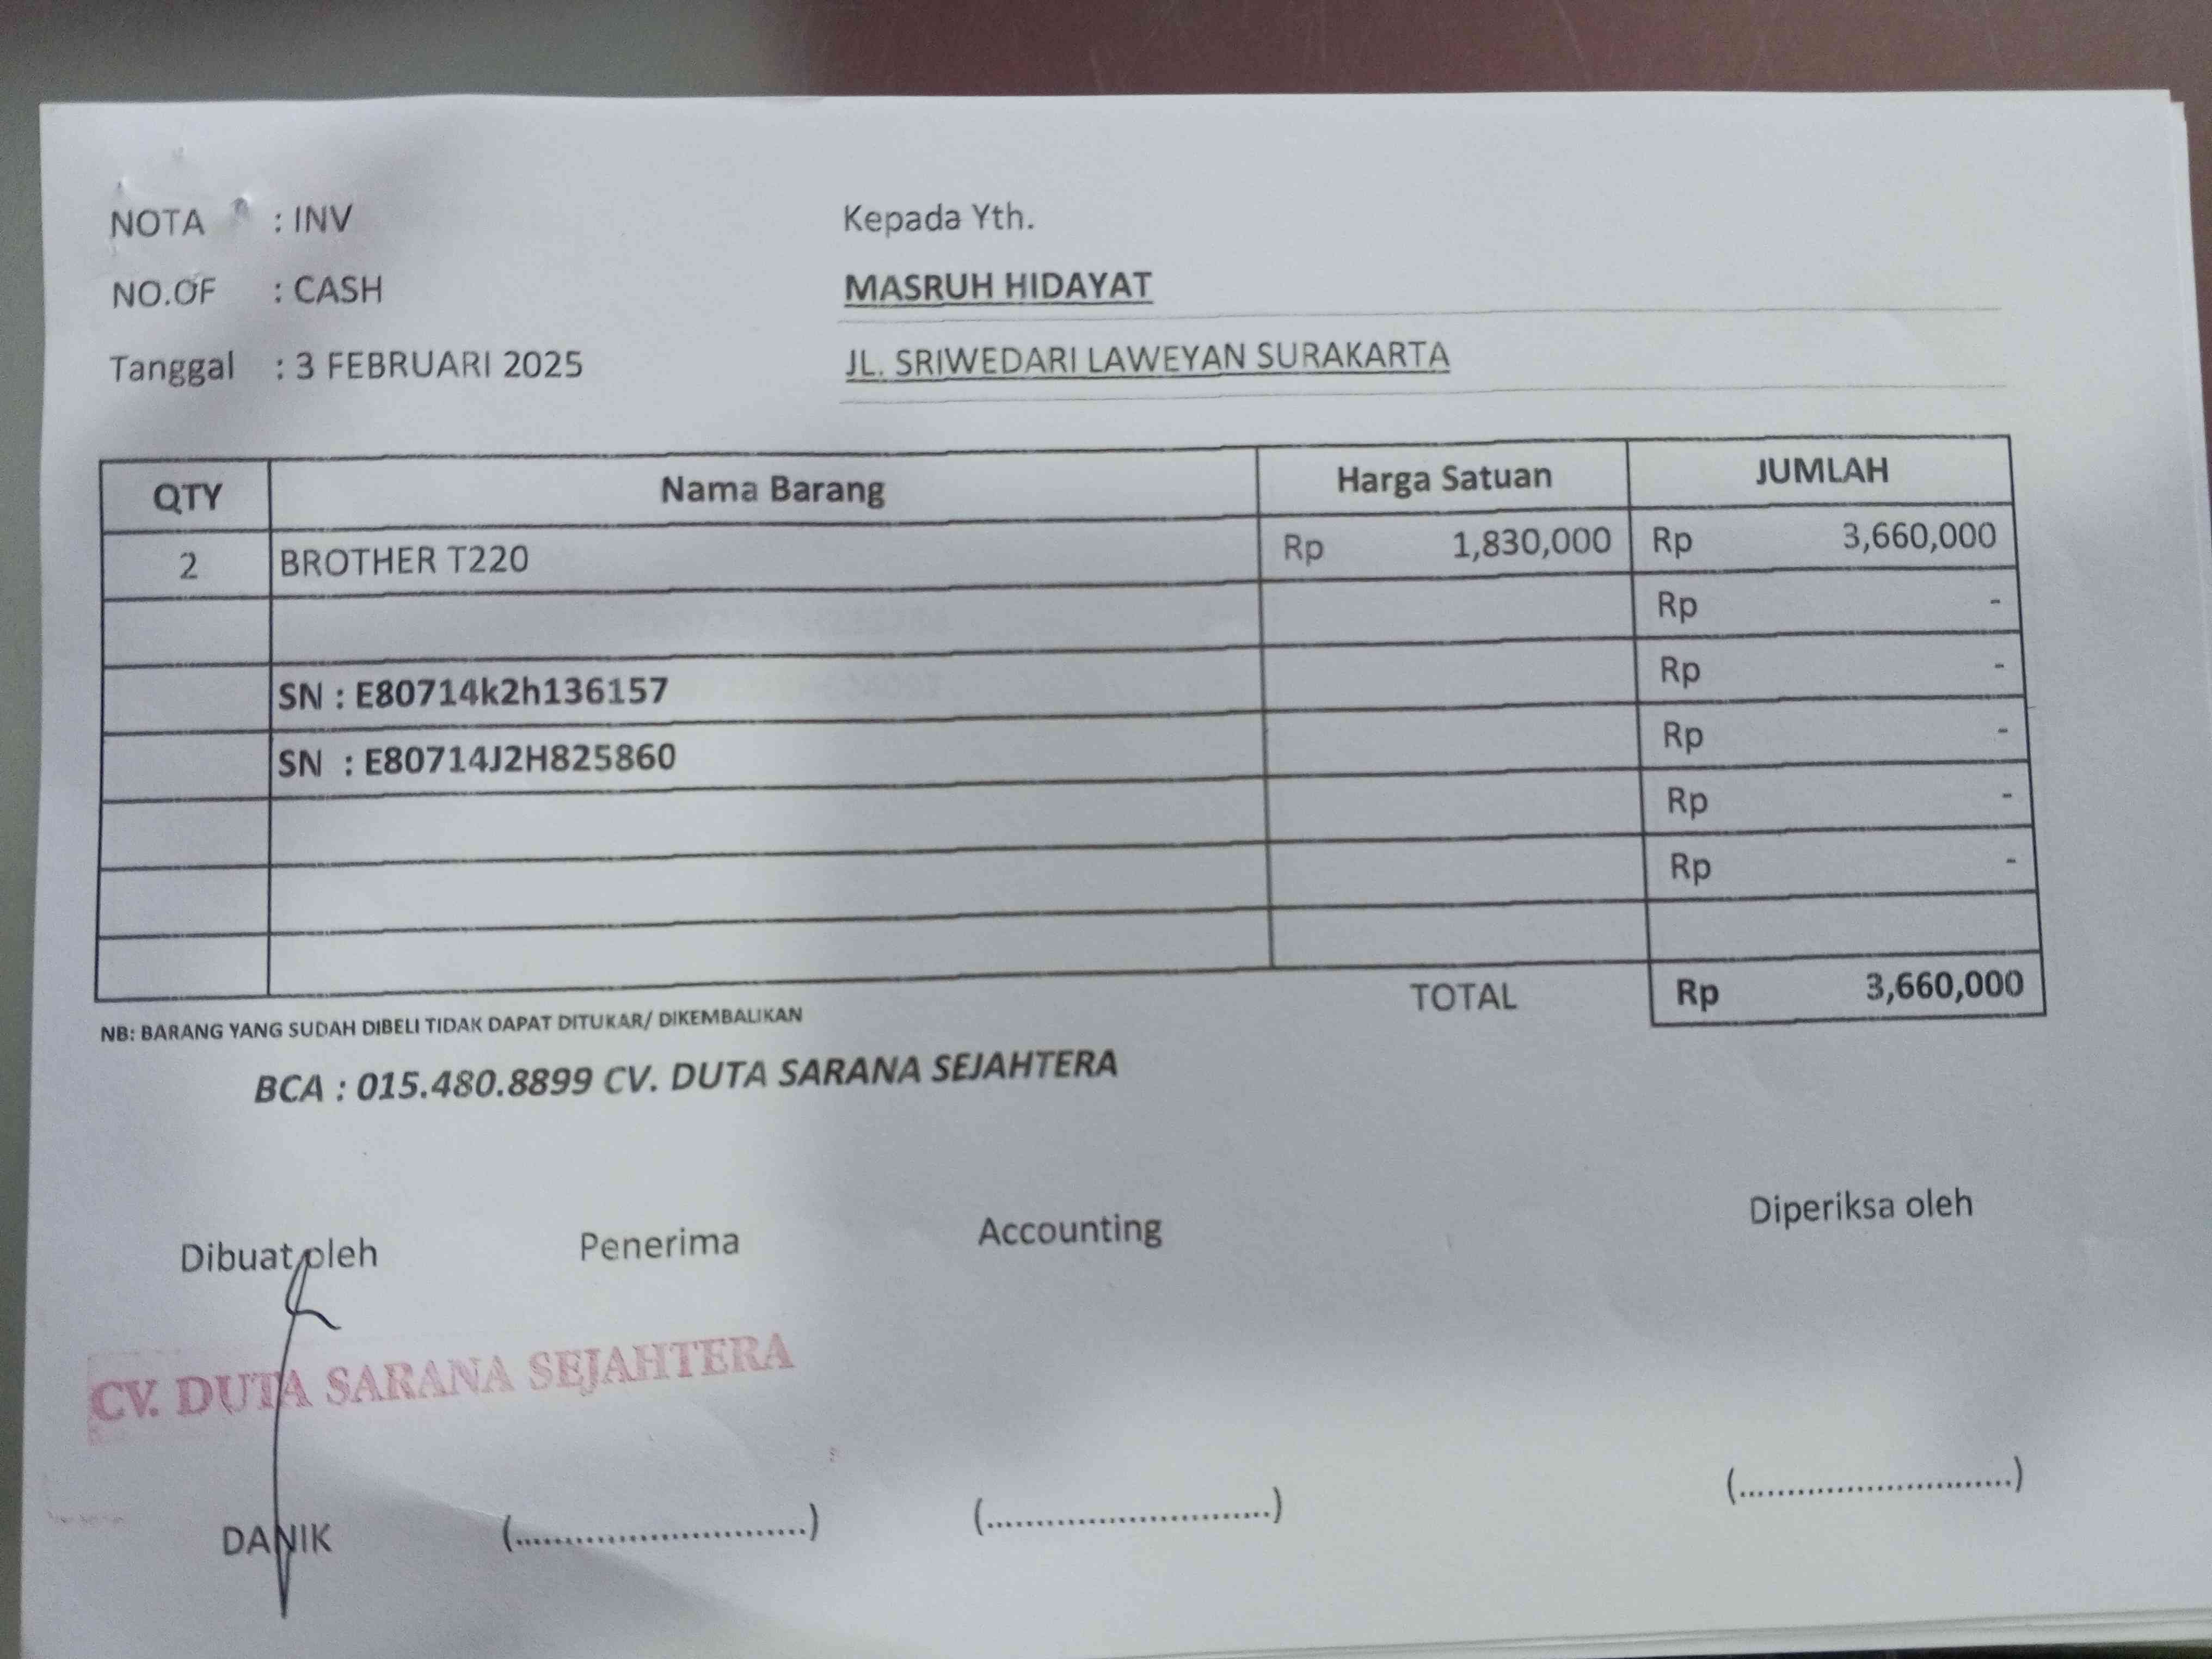 NOTA : INV
NO.OF : CASH
Tanggal : 3 FEBRUARI 2025
Kepada Yth.
MASRUH HIDAYAT
JL. SRIWEDARI LAWEYAN SURAKARTA
QTY Nama Barang Harga Satuan JUMLAH
2 BROTHER T220 Rp 1,830,000 Rp 3,660,000
Rp -
SN : E80714k2h136157 Rp -
SN : E80714J2H825860 Rp -
Rp -
Rp -
TOTAL Rp 3,660,000
NB: BARANG YANG SUDAH DIBELI TIDAK DAPAT DITUKAR/ DIKEMBALIKAN
BCA : 015.480.8899 CV. DUTA SARANA SEJAHTERA
Dibuat oleh Penerima Accounting Diperiksa oleh
CV. DUTA SARANA SEJAHTERA
DANIK (............................) (............................) (............................)